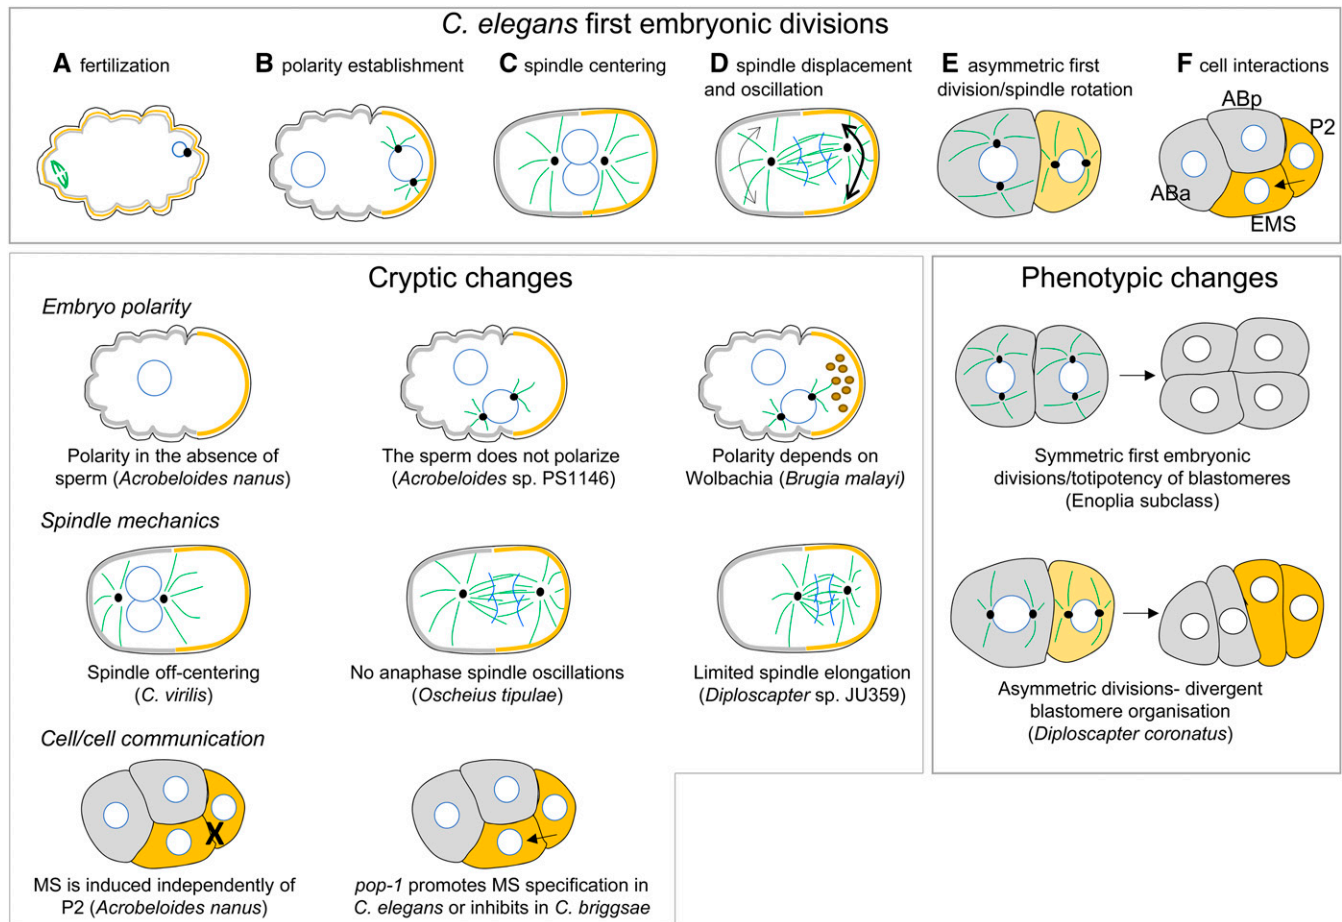 C. elegans first embryonic divisions
A fertilization
B polarity establishment
C spindle centering
D spindle displacement
and oscillation
E asymmetric first
division/spindle rotation
F cell interactions
ABp
P2
ABa
EMS
Cryptic changes
Embryo polarity
Polarity in the absence of
sperm (Acrobeloides nanus)
The sperm does not polarize
(Acrobeloides sp. PS1146)
Polarity depends on
Wolbachia (Brugia malayi)
Spindle mechanics
Spindle off-centering
(C. virilis)
No anaphase spindle oscillations
(Oscheius tipulae)
Limited spindle elongation
(Diploscapter sp. JU359)
Cell/cell communication
X
MS is induced independently of
P2 (Acrobeloides nanus)
pop-1 promotes MS specification in
C. elegans or inhibits in C. briggsae
Phenotypic changes
Symmetric first embryonic
divisions/totipotency of blastomeres
(Enoplia subclass)
Asymmetric divisions- divergent
blastomere organisation
(Diploscapter coronatus)